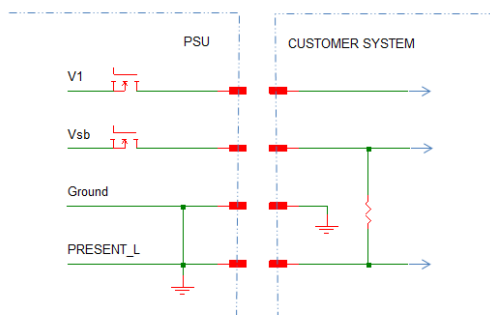 PSU
CUSTOMER SYSTEM
V1
Vsb
Ground
PRESENT_L